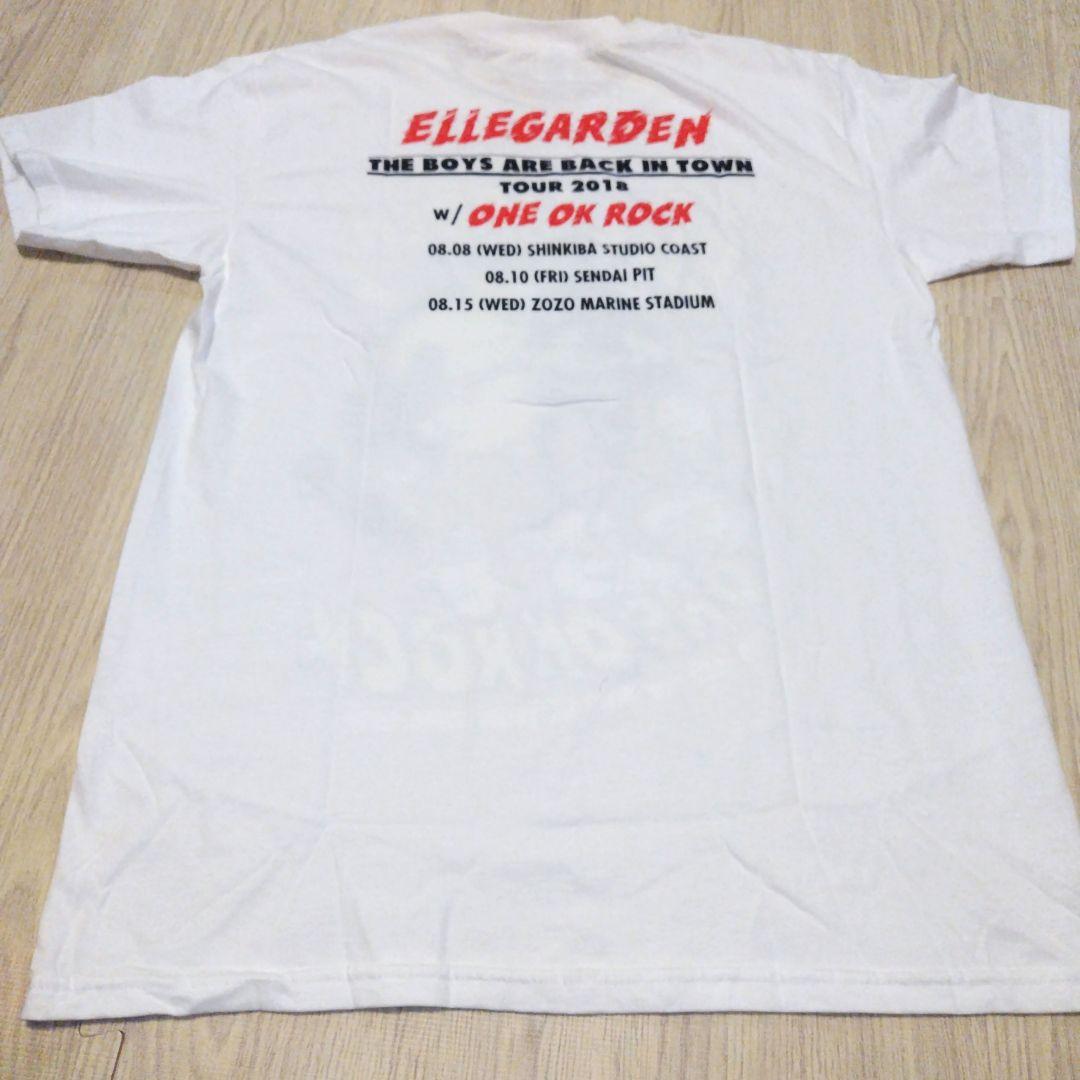 ELLEGARDEN
THE BOYS ARE BACK IN TOWN
TOUR 2018
w/ ONE OK ROCK
08.08 (WED) SHINKIBA STUDIO COAST
08.10 (FRI) SENDAI PIT
08.15 (WED) ZOZO MARINE STADIUM